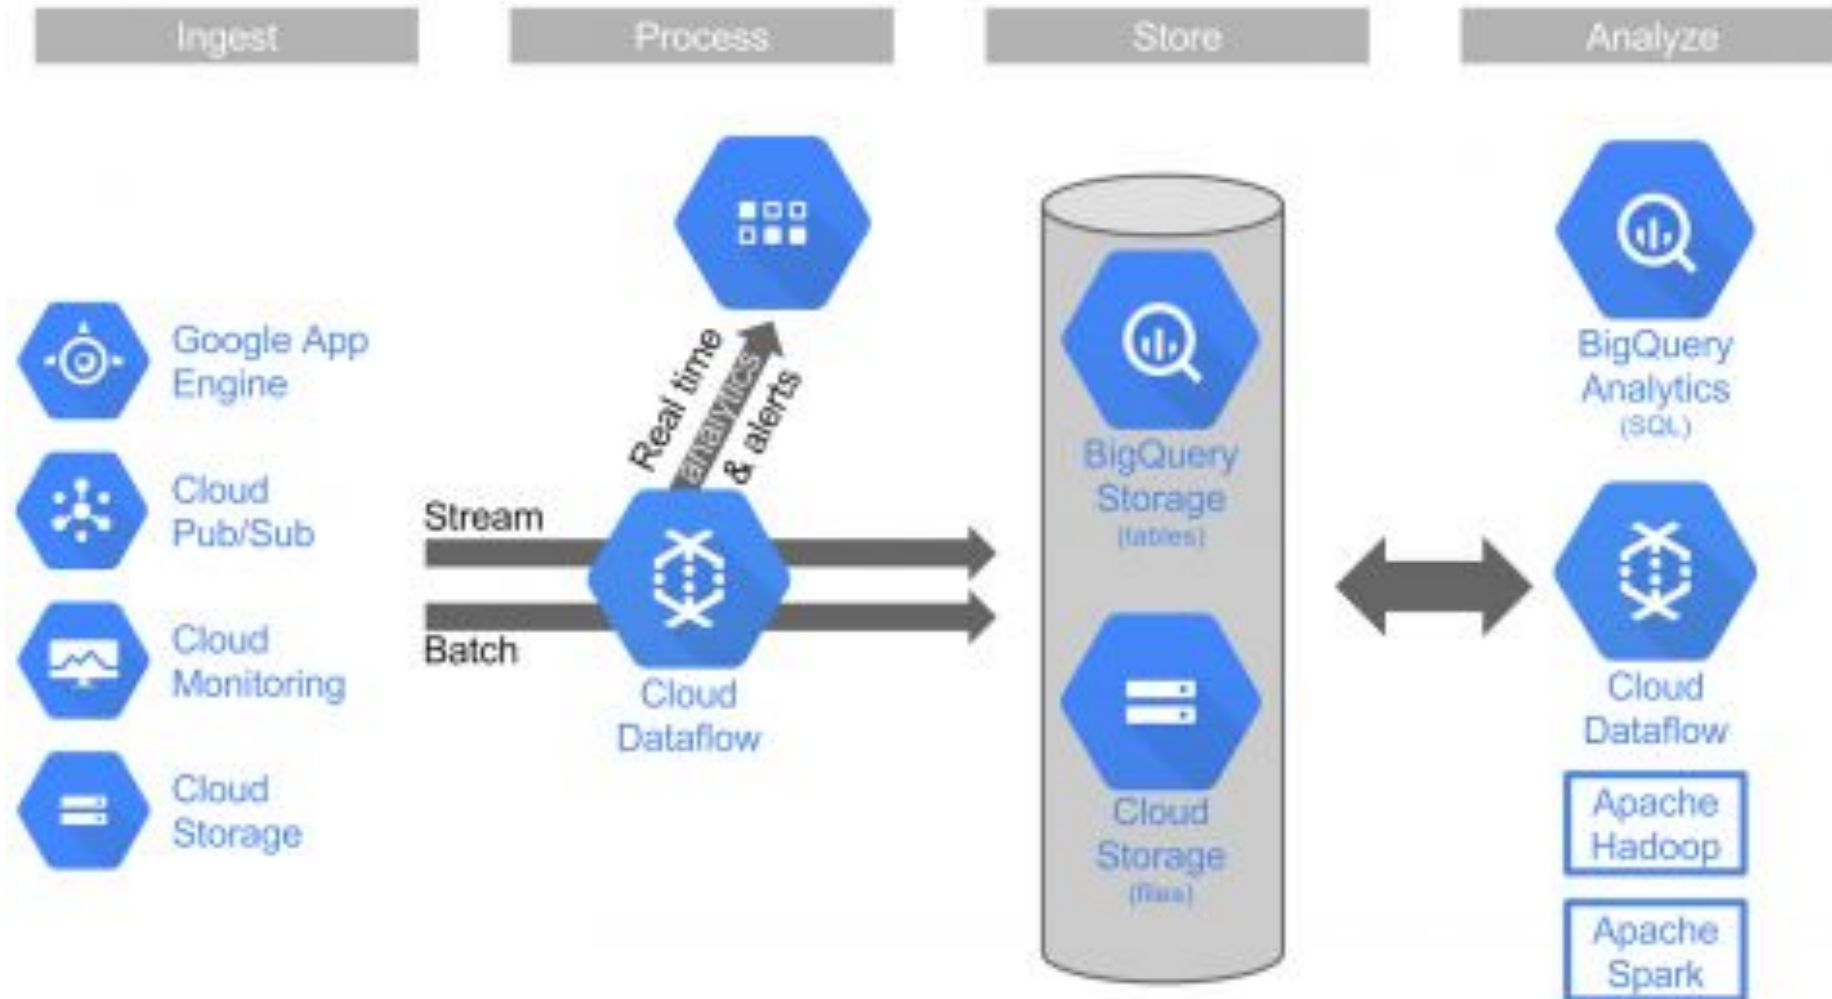 Ingest
Process
Store
Analyze
Google App
Engine
Cloud
Pub/Sub
Cloud
Monitoring
Cloud
Storage
Real time
analytics
& alerts
Stream
Batch
Cloud
Dataflow
BigQuery
Storage
(tables)
Cloud
Storage
(files)
BigQuery
Analytics
(SQL)
Cloud
Dataflow
Apache
Hadoop
Apache
Spark